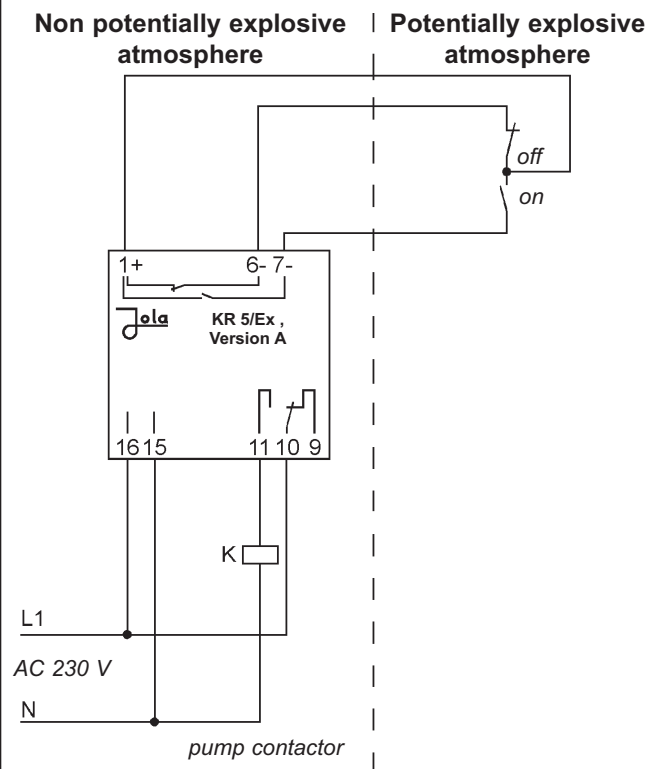 Non potentially explosive atmosphere
Potentially explosive atmosphere
off
on
1+ 6- 7-
Jola
KR 5/Ex ,
Version A
16 15 11 10 9
K
L1
AC 230 V
N
pump contactor